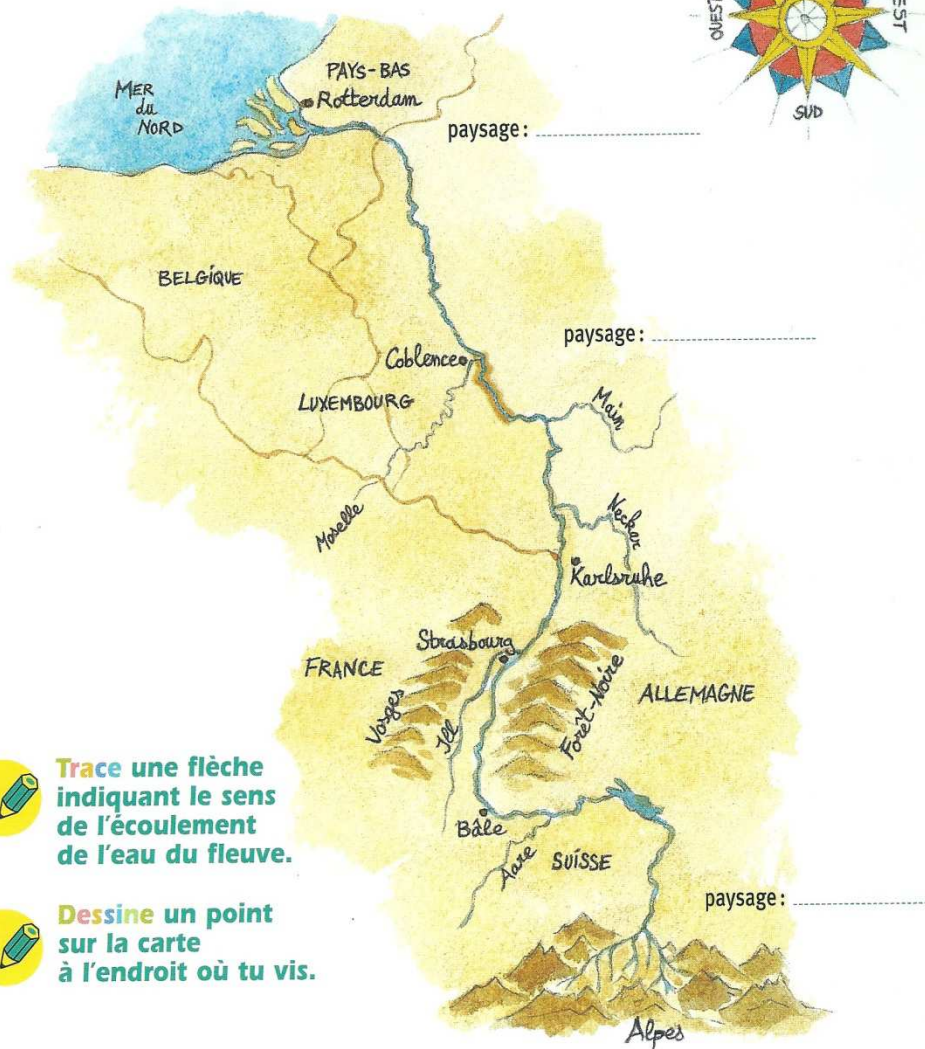 OUEST
EST
SUD
MER
du
NORD
PAYS-BAS
Rotterdam
paysage :
BELGIQUE
paysage :
Coblence
LUXEMBOURG
Main
Moselle
Necker
Karlsruhe
Strasbourg
FRANCE
Vosges
Ill
Forêt-Noire
ALLEMAGNE
Trace une flèche
indiquant le sens
de l'écoulement
de l'eau du fleuve.
Bâle
Aare
SUISSE
paysage :
Dessine un point
sur la carte
à l'endroit où tu vis.
Alpes